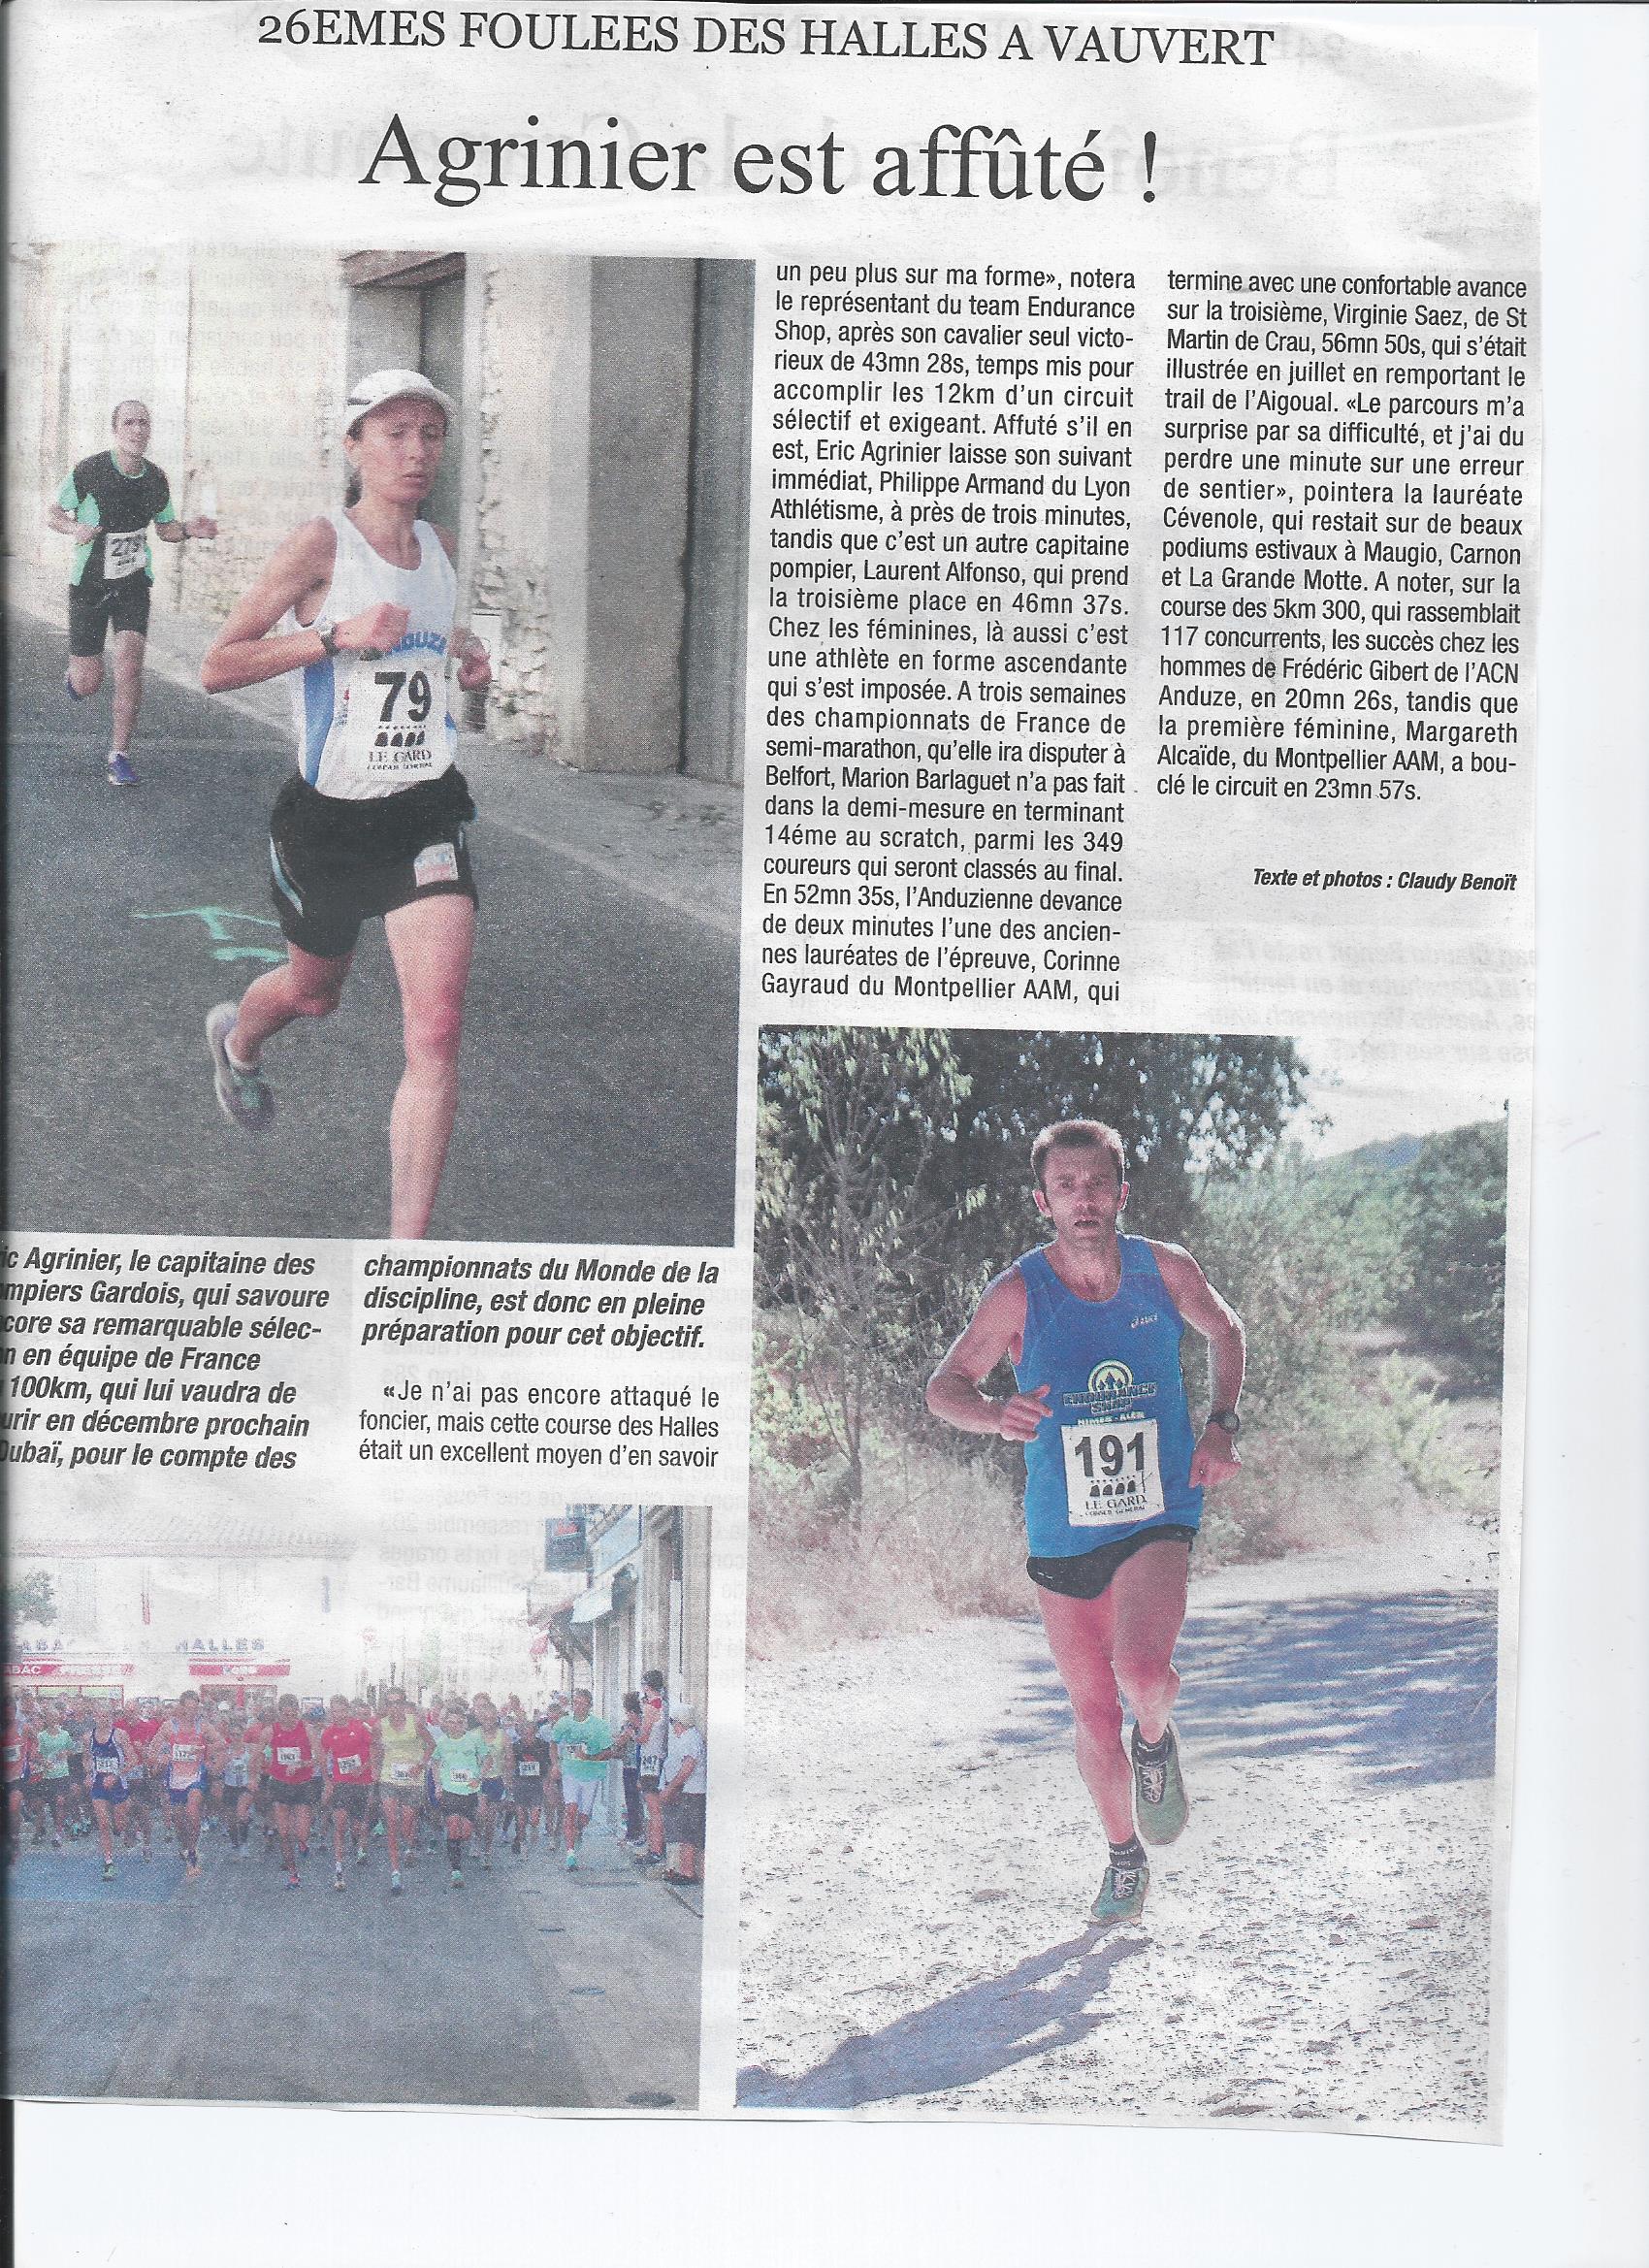 26EMES FOULEES DES HALLES A VAUVERT
Agrinier est affûté !
Agrinier, le capitaine des
Gardois, qui savoure
sa remarquable sélec-
en équipe de France
100km, qui lui vaudra de
en décembre prochain
pour le compte des
championnats du Monde de la
discipline, est donc en pleine
préparation pour cet objectif.
«Je n'ai pas encore attaqué le
foncier, mais cette course des Halles
était un excellent moyen d'en savoir
un peu plus sur ma forme», notera
le représentant du team Endurance
Shop, après son cavalier seul victo-
rieux de 43mn 28s, temps mis pour
accomplir les 12km d'un circuit
sélectif et exigeant. Affuté s'il en
est, Eric Agrinier laisse son suivant
immédiat, Philippe Armand du Lyon
Athlétisme, à près de trois minutes,
tandis que c'est un autre capitaine
pompier, Laurent Alfonso, qui prend
la troisième place en 46mn 37s.
Chez les féminines, là aussi c'est
une athlète en forme ascendante
qui s'est imposée. A trois semaines
des championnats de France de
semi-marathon, qu'elle ira disputer à
Belfort, Marion Barlaguet n'a pas fait
dans la demi-mesure en terminant
14éme au scratch, parmi les 349
coureurs qui seront classés au final.
En 52mn 35s, l'Anduzienne devance
de deux minutes l'une des ancien-
nes lauréates de l'épreuve, Corinne
Gayraud du Montpellier AAM, qui
termine avec une confortable avance
sur la troisième, Virginie Saez, de St
Martin de Crau, 56mn 50s, qui s'était
illustrée en juillet en remportant le
trail de l'Aigoual. «Le parcours m'a
surprise par sa difficulté, et j'ai du
perdre une minute sur une erreur
de sentier», pointera la lauréate
Cévenole, qui restait sur de beaux
podiums estivaux à Maugio, Carnon
et La Grande Motte. A noter, sur la
course des 5km 300, qui rassemblait
117 concurrents, les succès chez les
hommes de Frédéric Gibert de l'ACN
Anduze, en 20mn 26s, tandis que
la première féminine, Margareth
Alcaïde, du Montpellier AAM, a bou-
clé le circuit en 23mn 57s.
Texte et photos : Claudy Benoït
79
LE GARD
CONSEIL GENERAL
ENDURANCE
SHOP
NIMES - ALES
191
LE GARD
CONSEIL GENERAL
HALLES
TABAC PRESSE